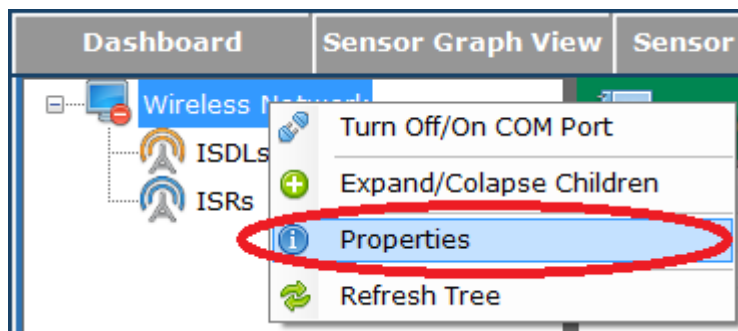 Dashboard
Sensor Graph View
Sensor
Wireless Network
Turn Off/On COM Port
ISDLs
Expand/Colapse Children
ISRs
Properties
Refresh Tree